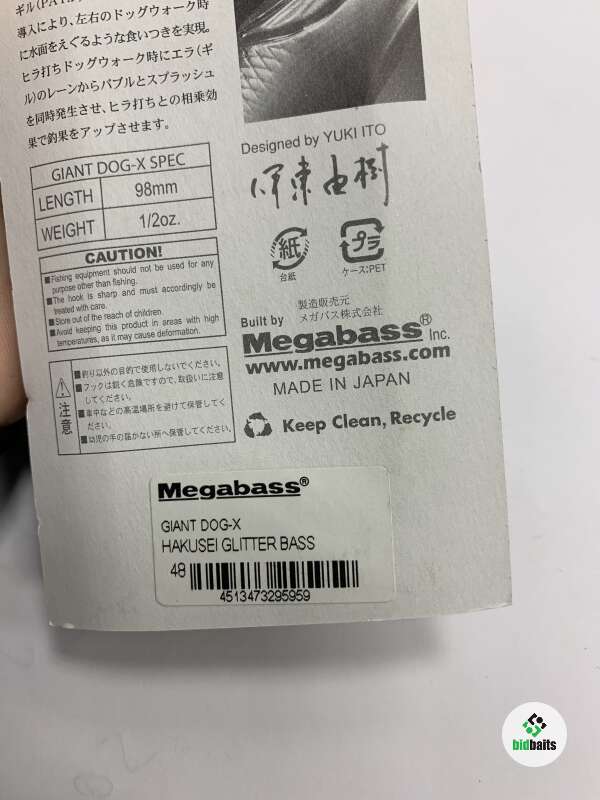 ギル(PAT.
導入により、左右のドッグウォーク時
に水面をえぐるような食いつきを実現。
ヒラ打ちドッグウォーク時にエラ(ギ
ル)のレーンからバブルとスプラッシュ
を同時発生させ、ヒラ打ちとの相乗効
果で釣果をアップさせます。
GIANT DOG-X SPEC
LENGTH 98mm
WEIGHT 1/2oz.
CAUTION!
■Fishing equipment should not be used for any
purpose other than fishing.
■The hook is sharp and must accordingly be
treated with care.
■Store out of the reach of children.
■Avoid keeping this product in areas with high
temperatures, as it may cause deformation.
注意
■釣り以外の目的で使用しないでください。
■フックは鋭く危険ですので、取扱いに注意
してください。
■車中などの高温場所を避けて保管してく
ださい。
■幼児の手の届かない所へ保管してください。
Designed by YUKI ITO
伊東由樹
紙
台紙
プラ
ケース:PET
製造販売元
メガバス株式会社
Built by
Megabass® Inc.
www.megabass.com
MADE IN JAPAN
Keep Clean, Recycle
Megabass®
GIANT DOG-X
HAKUSEI GLITTER BASS
48
4513473295959
bidbaits